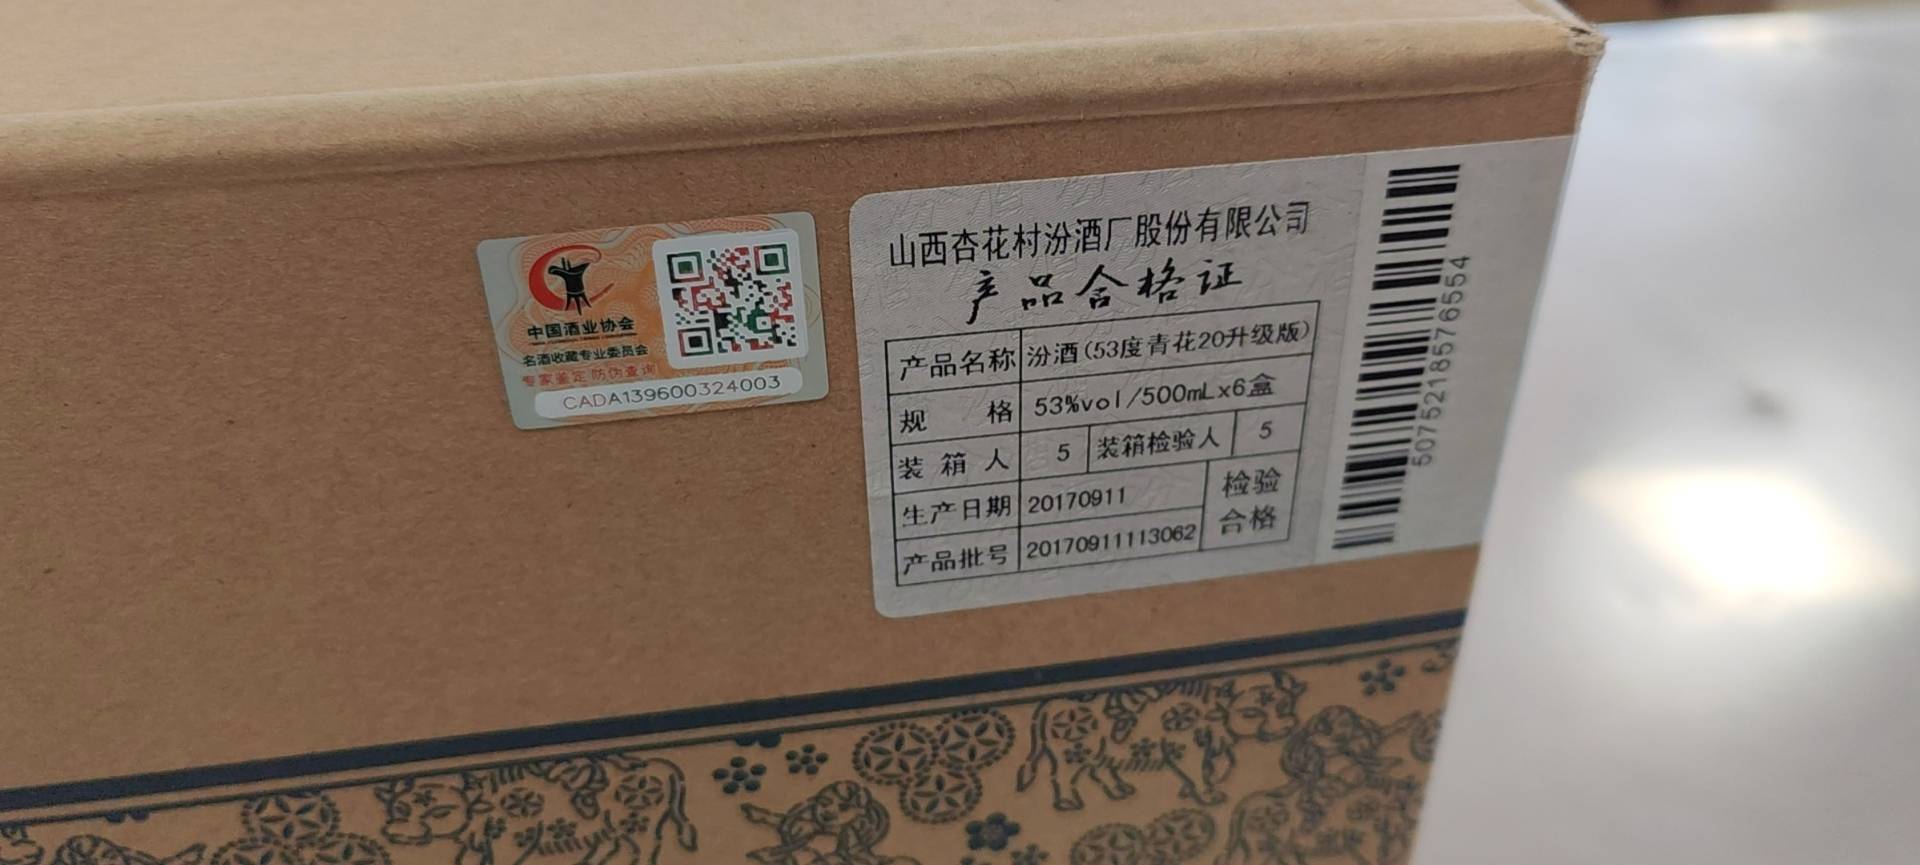 中国酒业协会
名酒收藏专业委员会
专家鉴定 防伪查询
CADA139600324003
山西杏花村汾酒厂股份有限公司
产品合格证
产品名称 汾酒(53度青花20升级版)
规 格 53%vol/500mL×6盒
装箱人 5 装箱检验人 5
生产日期 20170911
产品批号 20170911113062
检验
合格
5075218576554